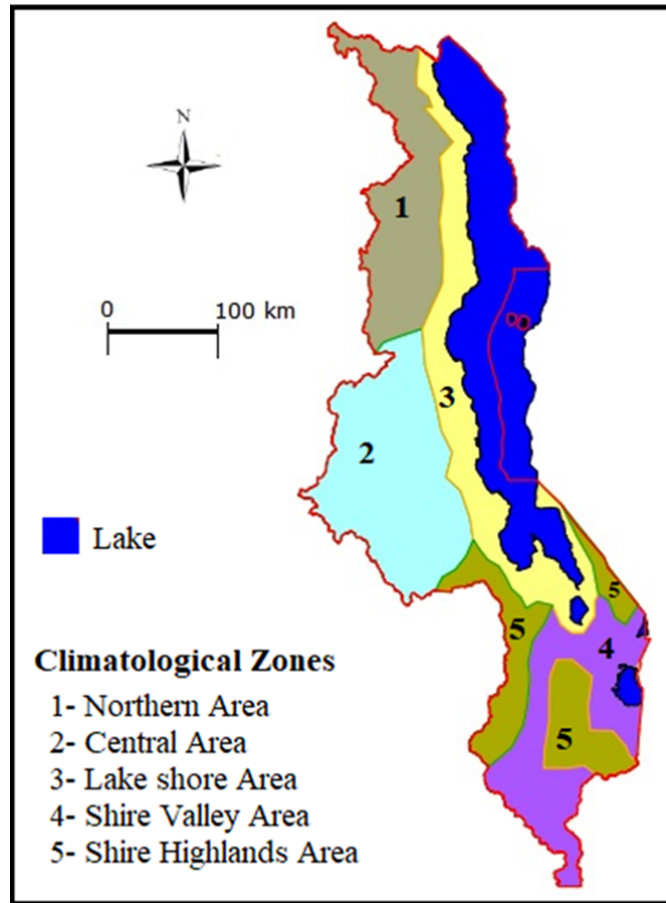 N
1
0 100 km
3
2
Lake
5
5
4
Climatological Zones
5
1- Northern Area
2- Central Area
3- Lake shore Area
4- Shire Valley Area
5- Shire Highlands Area